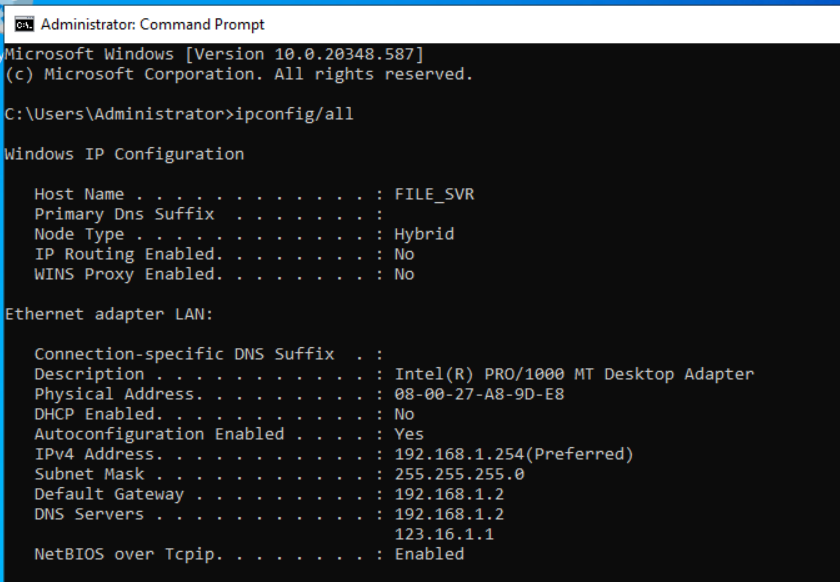 Administrator: Command Prompt
Microsoft Windows [Version 10.0.20348.587]
(c) Microsoft Corporation. All rights reserved.
C:\Users\Administrator>ipconfig/all
Windows IP Configuration
Host Name . . . . . . . . . . . . : FILE_SVR
Primary Dns Suffix  . . . . . . . :
Node Type . . . . . . . . . . . . : Hybrid
IP Routing Enabled. . . . . . . . : No
WINS Proxy Enabled. . . . . . . . : No
Ethernet adapter LAN:
Connection-specific DNS Suffix  . :
Description . . . . . . . . . . . : Intel(R) PRO/1000 MT Desktop Adapter
Physical Address. . . . . . . . . : 08-00-27-A8-9D-E8
DHCP Enabled. . . . . . . . . . . : No
Autoconfiguration Enabled . . . . : Yes
IPv4 Address. . . . . . . . . . . : 192.168.1.254(Preferred)
Subnet Mask . . . . . . . . . . . : 255.255.255.0
Default Gateway . . . . . . . . . : 192.168.1.2
DNS Servers . . . . . . . . . . . : 192.168.1.2
123.16.1.1
NetBIOS over Tcpip. . . . . . . . : Enabled